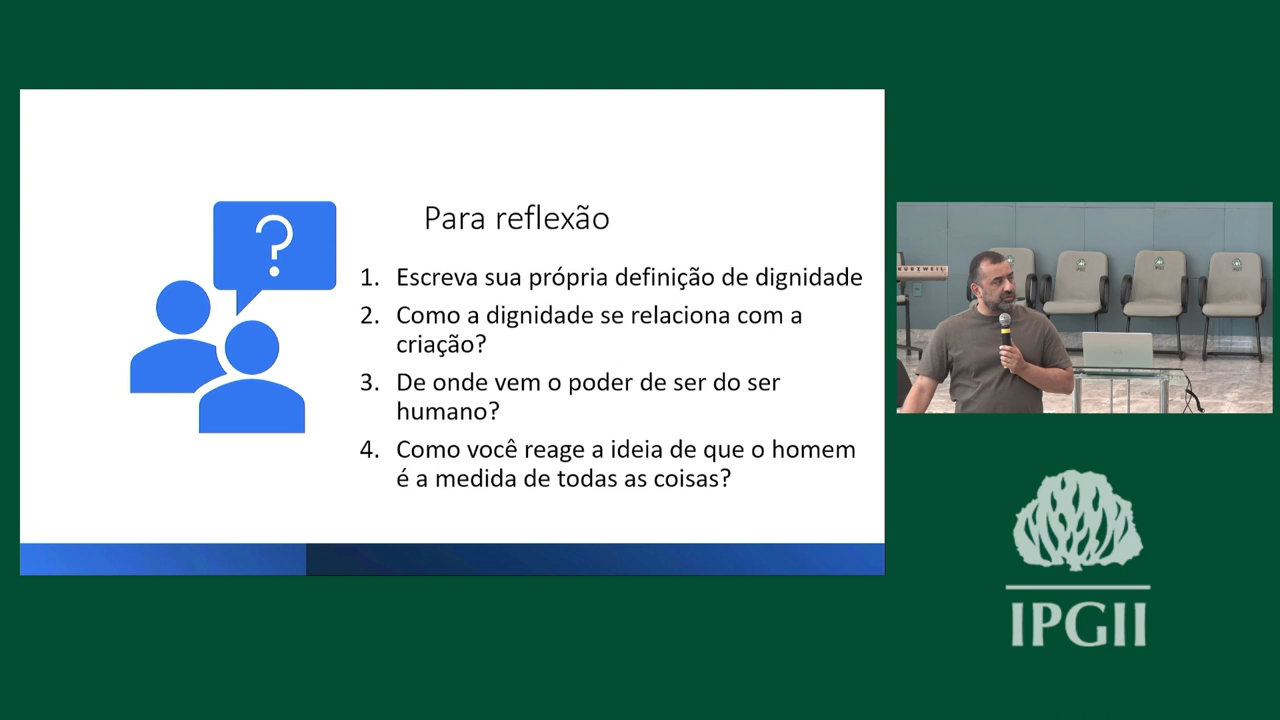 ?
Para reflexão
1. Escreva sua própria definição de dignidade
2. Como a dignidade se relaciona com a
criação?
3. De onde vem o poder de ser do ser
humano?
4. Como você reage a ideia de que o homem
é a medida de todas as coisas?
KURZWEIL
IPGII